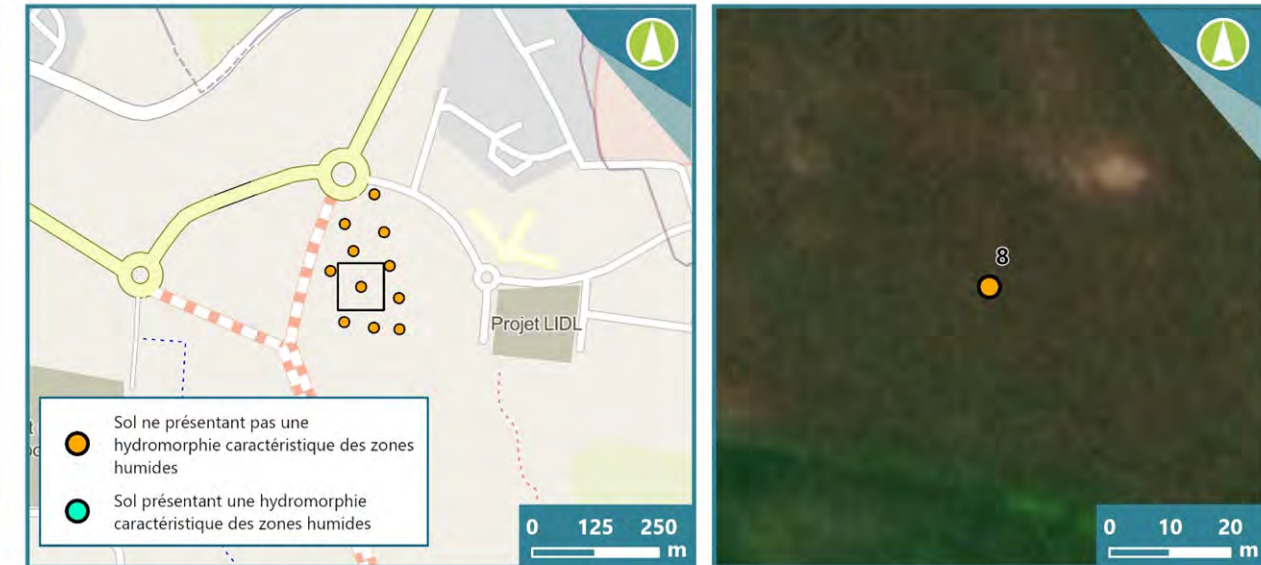 Projet LIDL
Sol ne présentant pas une
hydromorphie caractéristique des zones
humides
Sol présentant une hydromorphie
caractéristique des zones humides
0 125 250
m
8
0 10 20
m